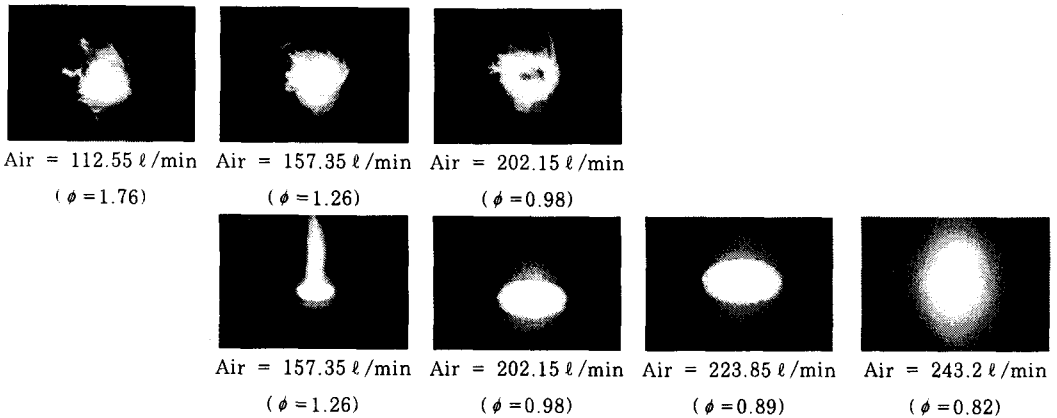 Air = 112.55 ℓ/min Air = 157.35 ℓ/min Air = 202.15 ℓ/min
(ϕ=1.76) (ϕ=1.26) (ϕ=0.98)
Air = 157.35 ℓ/min Air = 202.15 ℓ/min Air = 223.85 ℓ/min Air = 243.2 ℓ/min
(ϕ=1.26) (ϕ=0.98) (ϕ=0.89) (ϕ=0.82)